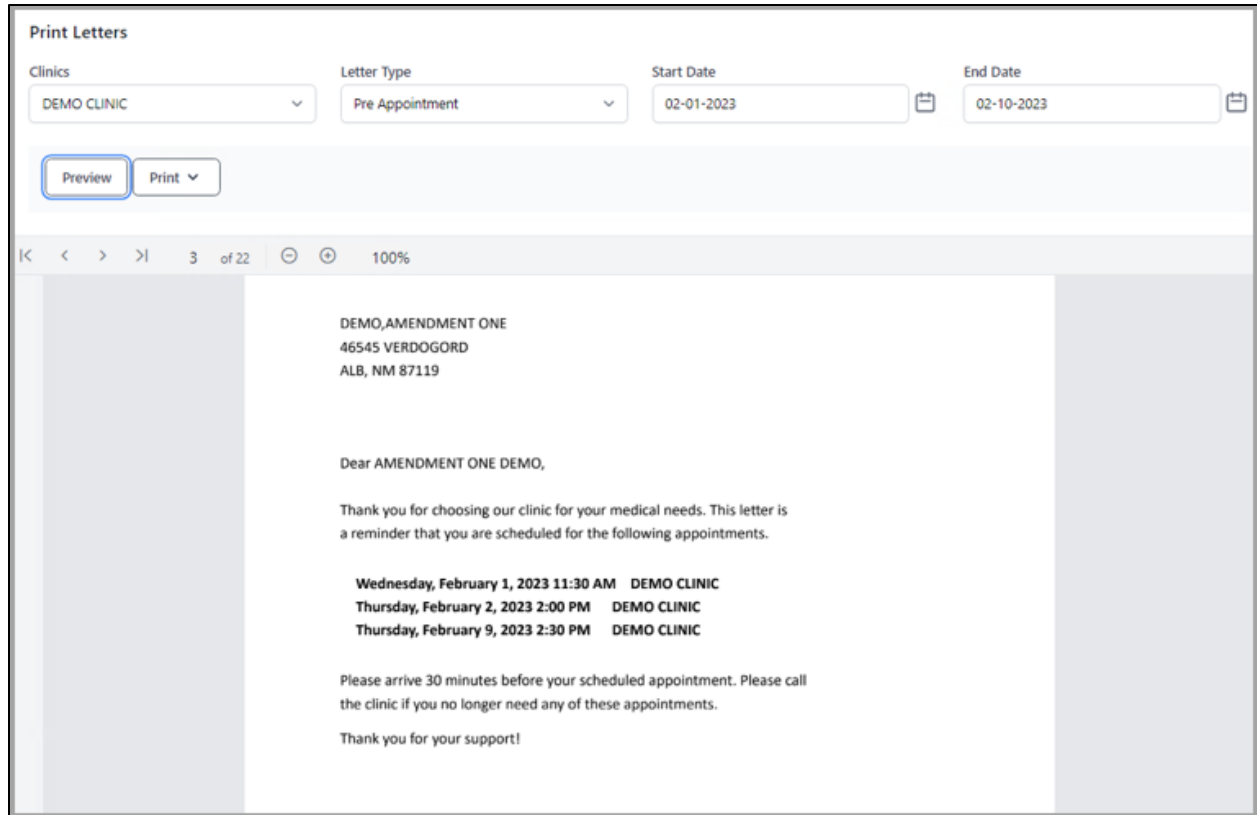 Print Letters
Clinics Letter Type Start Date End Date
DEMO CLINIC Pre Appointment 02-01-2023 02-10-2023
Preview Print
3 of 22 100%
DEMO,AMENDMENT ONE
46545 VERDOGORD
ALB, NM 87119
Dear AMENDMENT ONE DEMO,
Thank you for choosing our clinic for your medical needs. This letter is
a reminder that you are scheduled for the following appointments.
Wednesday, February 1, 2023 11:30 AM DEMO CLINIC
Thursday, February 2, 2023 2:00 PM DEMO CLINIC
Thursday, February 9, 2023 2:30 PM DEMO CLINIC
Please arrive 30 minutes before your scheduled appointment. Please call
the clinic if you no longer need any of these appointments.
Thank you for your support!